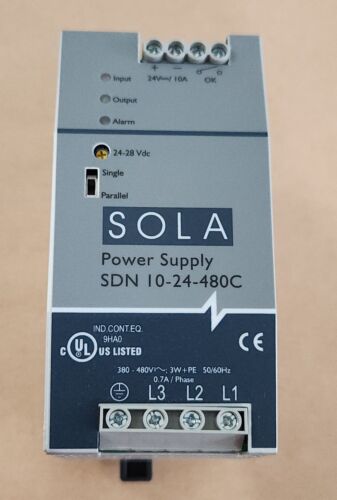 + − OK
24V⎓/ 10A
Input
Output
Alarm
24-28 Vdc
Single
Parallel
SOLA
Power Supply
SDN 10-24-480C
IND.CONT.EQ.
9HA0
C UL US LISTED
CE
380 - 480V∼; 3W+PE 50/60Hz
0.7A / Phase
L3 L2 L1